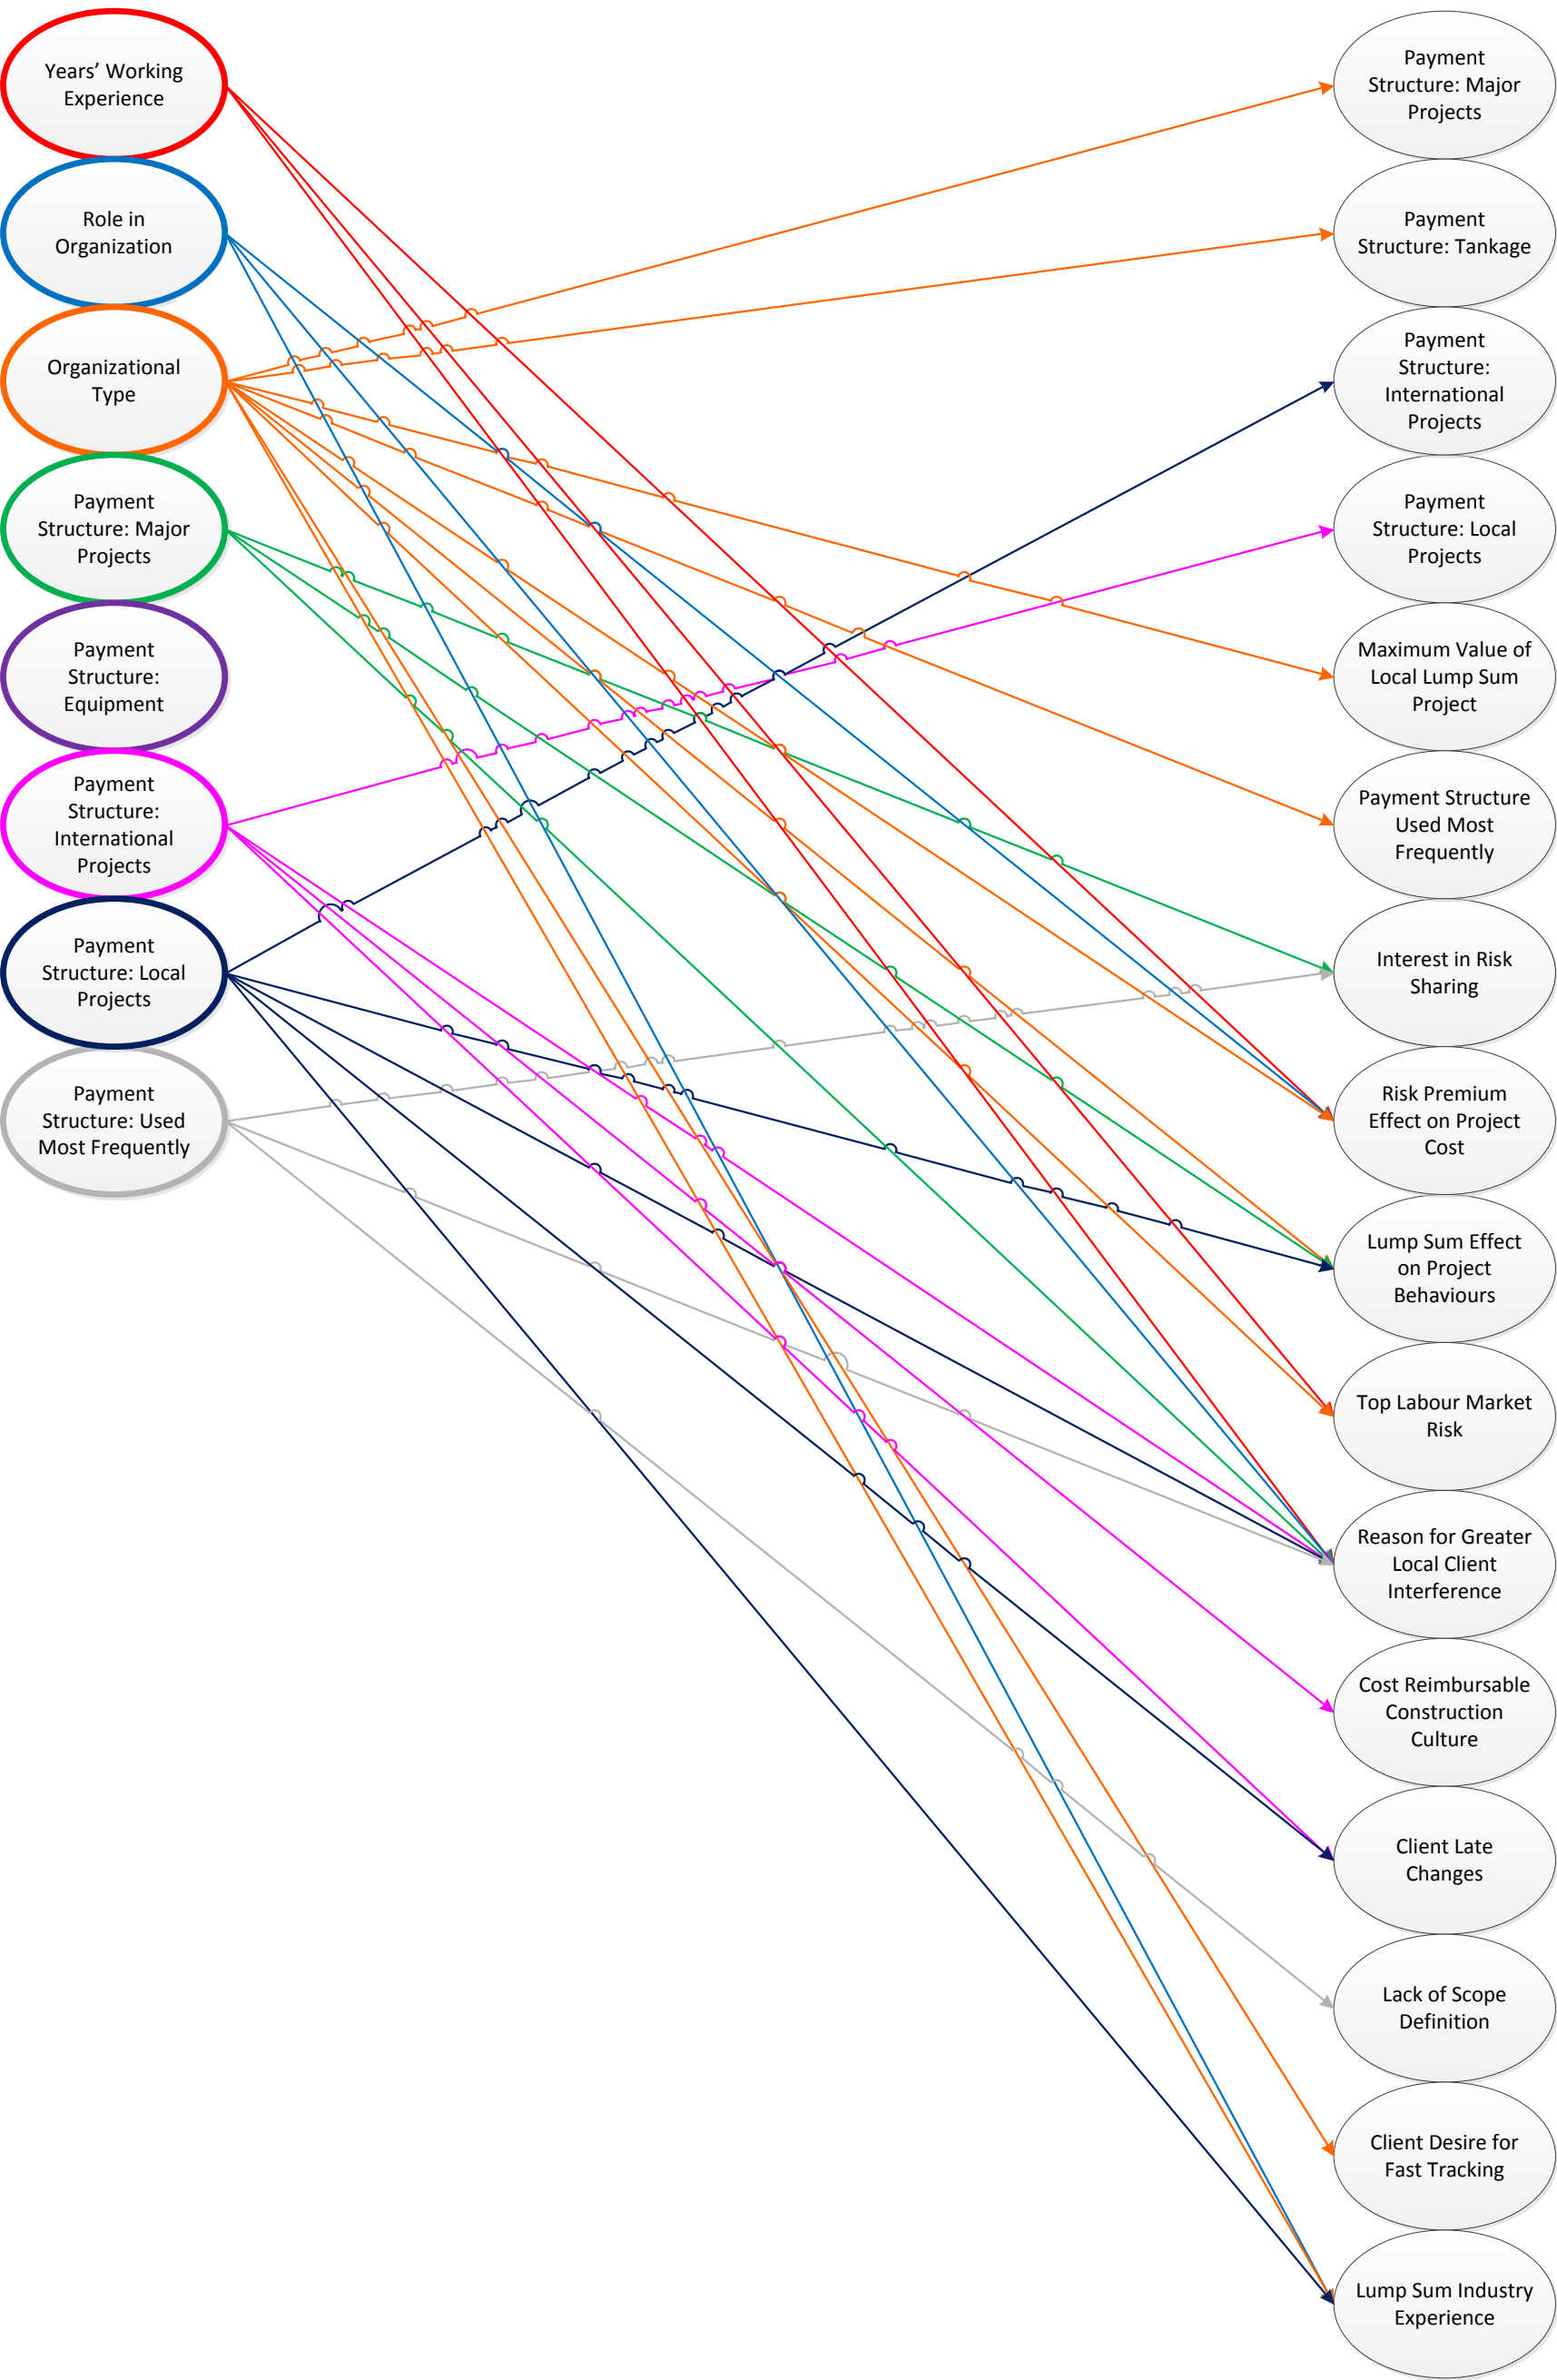 Years’ Working
Experience
Role in
Organization
Organizational
Type
Payment
Structure: Major
Projects
Payment
Structure:
Equipment
Payment
Structure:
International
Projects
Payment
Structure: Local
Projects
Payment
Structure: Used
Most Frequently
Payment
Structure: Major
Projects
Payment
Structure: Tankage
Payment
Structure:
International
Projects
Payment
Structure: Local
Projects
Maximum Value of
Local Lump Sum
Project
Payment Structure
Used Most
Frequently
Interest in Risk
Sharing
Risk Premium
Effect on Project
Cost
Lump Sum Effect
on Project
Behaviours
Top Labour Market
Risk
Reason for Greater
Local Client
Interference
Cost Reimbursable
Construction
Culture
Client Late
Changes
Lack of Scope
Definition
Client Desire for
Fast Tracking
Lump Sum Industry
Experience